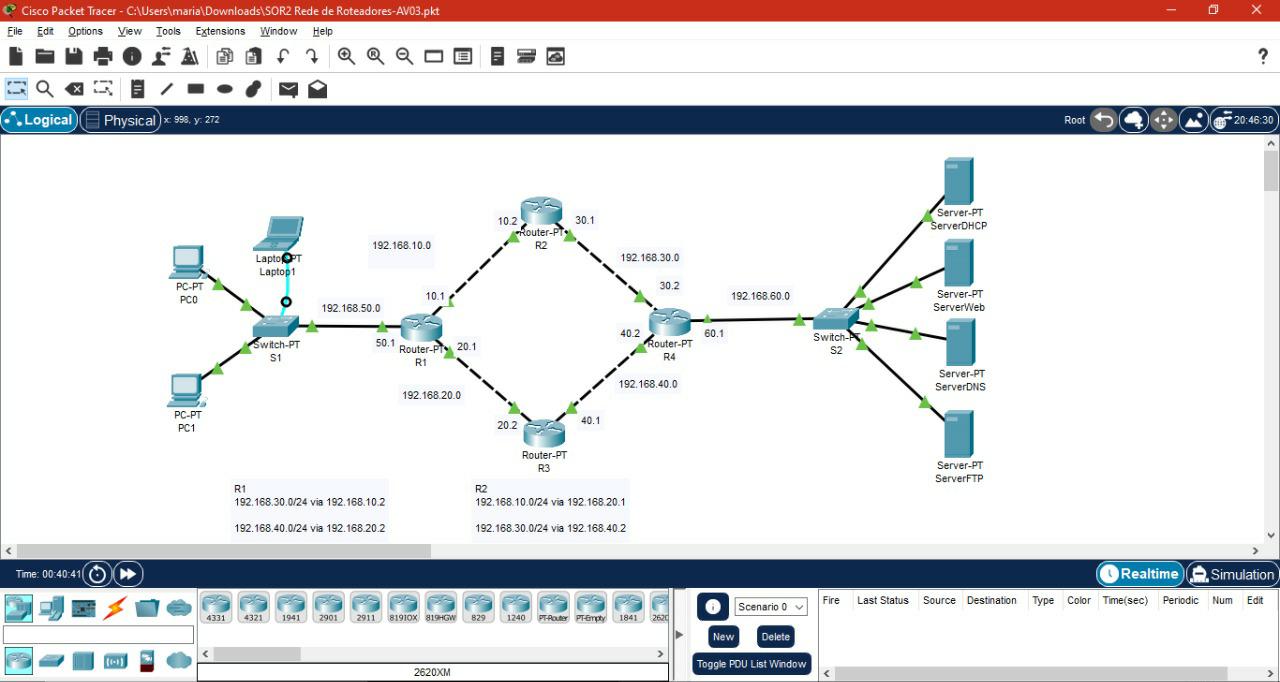 Cisco Packet Tracer - C:\Users\maria\Downloads\SOR2 Rede de Roteadores-AV03.pkt
File Edit Options View Tools Extensions Window Help
?
Logical Physical x: 998, y: 272 Root 20:46:30
Server-PT
ServerDHCP
10.2 30.1
Router-PT
R2
192.168.10.0
Laptop-PT
Laptop1
192.168.30.0
PC-PT
PC0
30.2
Server-PT
ServerWeb
10.1
192.168.60.0
192.168.50.0
40.2 60.1
50.1
Switch-PT
S1
Router-PT
R1
20.1
Router-PT
R4
Switch-PT
S2
Server-PT
ServerDNS
192.168.20.0
192.168.40.0
PC-PT
PC1
20.2 40.1
Router-PT
R3
Server-PT
ServerFTP
R1
192.168.30.0/24 via 192.168.10.2
192.168.40.0/24 via 192.168.20.2
R2
192.168.10.0/24 via 192.168.20.1
192.168.30.0/24 via 192.168.40.2
Time: 00:40:41 Realtime Simulation
4331 4321 1941 2901 2911 819IOX 819HGW 829 1240 PT-Router PT-Empty 1841 2620
2620XM
Scenario 0
New Delete
Toggle PDU List Window
Fire Last Status Source Destination Type Color Time(sec) Periodic Num Edit